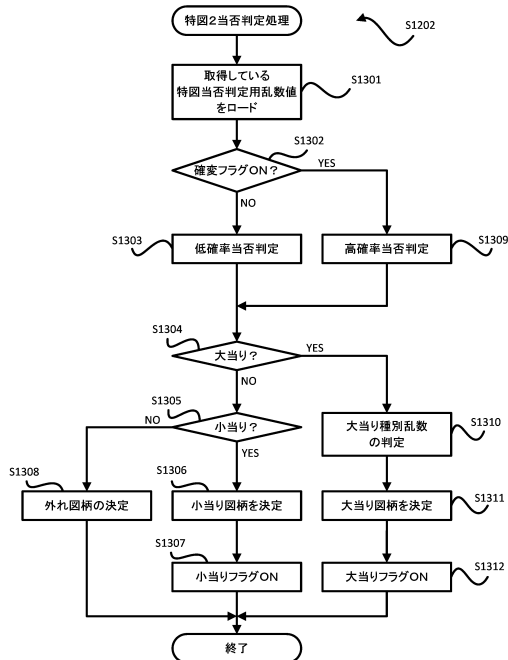 特図2当否判定処理
S1202
取得している
特図当否判定用乱数値
をロード
S1301
S1302
確変フラグON?
YES
NO
S1303
低確率当否判定
高確率当否判定
S1309
S1304
大当り?
YES
NO
S1305
小当り?
NO
YES
大当り種別乱数
の判定
S1310
S1308
外れ図柄の決定
S1306
小当り図柄を決定
大当り図柄を決定
S1311
S1307
小当りフラグON
大当りフラグON
S1312
終了